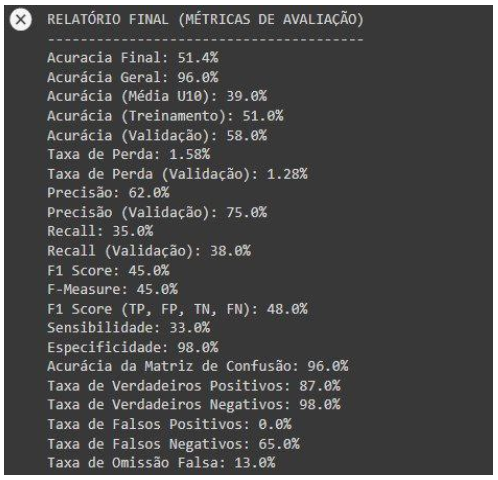 RELATÓRIO FINAL (MÉTRICAS DE AVALIAÇÃO)
---------------------------------------
Acuracia Final: 51.4%
Acurácia Geral: 96.0%
Acurácia (Média U10): 39.0%
Acurácia (Treinamento): 51.0%
Acurácia (Validação): 58.0%
Taxa de Perda: 1.58%
Taxa de Perda (Validação): 1.28%
Precisão: 62.0%
Precisão (Validação): 75.0%
Recall: 35.0%
Recall (Validação): 38.0%
F1 Score: 45.0%
F-Measure: 45.0%
F1 Score (TP, FP, TN, FN): 48.0%
Sensibilidade: 33.0%
Especificidade: 98.0%
Acurácia da Matriz de Confusão: 96.0%
Taxa de Verdadeiros Positivos: 87.0%
Taxa de Verdadeiros Negativos: 98.0%
Taxa de Falsos Positivos: 0.0%
Taxa de Falsos Negativos: 65.0%
Taxa de Omissão Falsa: 13.0%